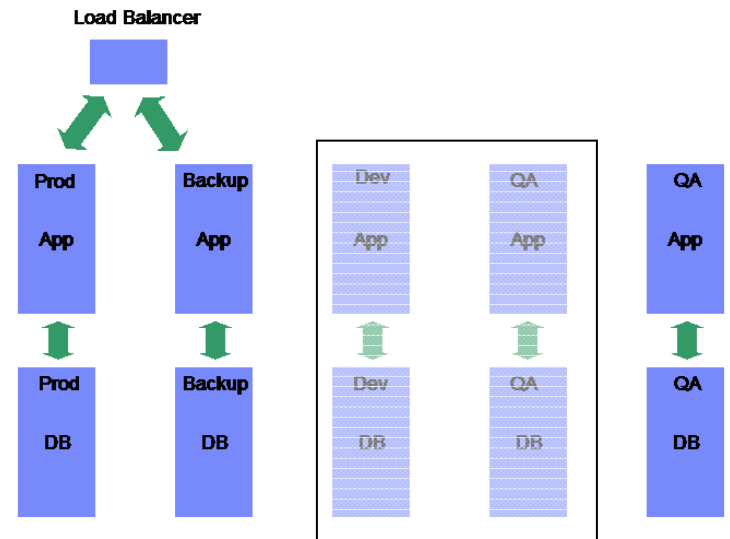 Load Balancer
Prod
App
Backup
App
Dev
App
QA
App
QA
App
Prod
DB
Backup
DB
Dev
DB
QA
DB
QA
DB